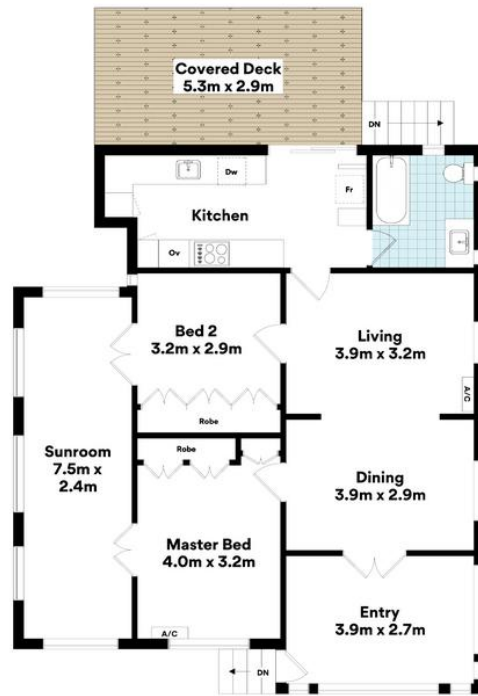 Covered Deck
5.3m x 2.9m
DN
Dw
Fr
Kitchen
Ov
Bed 2
3.2m x 2.9m
Living
3.9m x 3.2m
A/C
Robe
Robe
Sunroom
7.5m x
2.4m
Dining
3.9m x 2.9m
Master Bed
4.0m x 3.2m
Entry
3.9m x 2.7m
A/C
DN